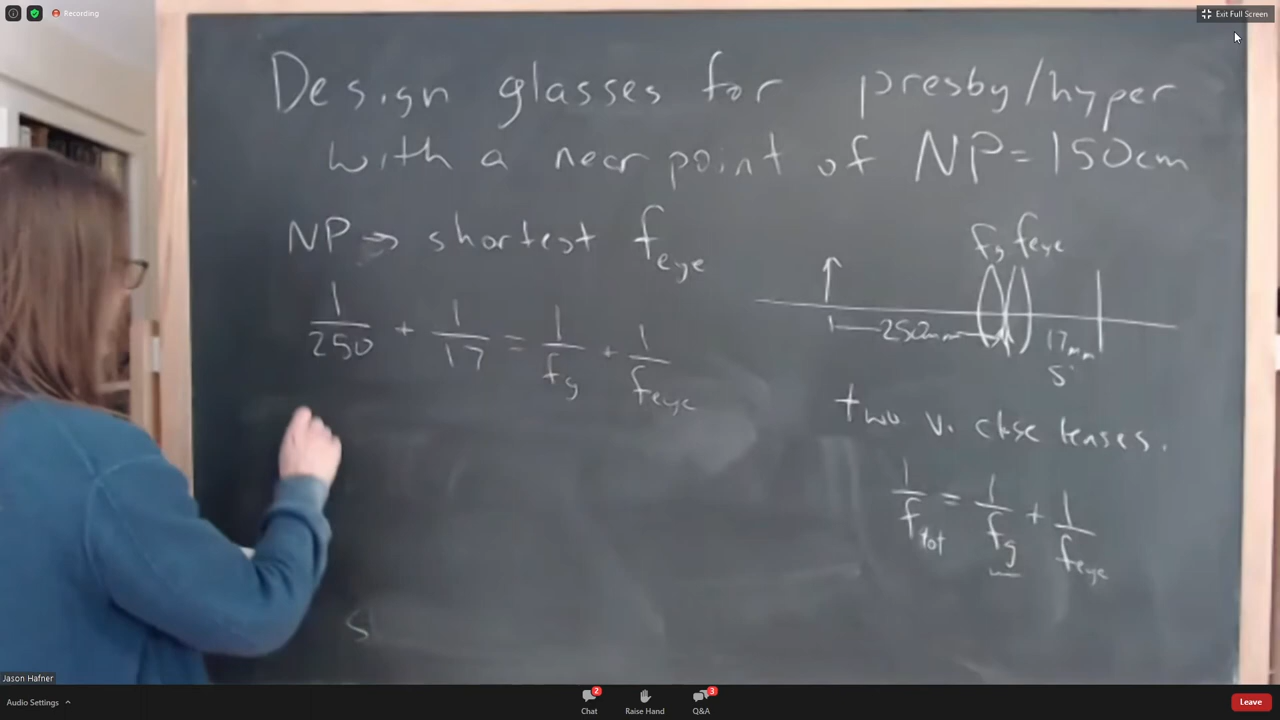 Recording
Exit Full Screen
Design glasses for presby/hyper
with a near point of NP=150cm
NP => shortest f_eye
1/250 + 1/17 = 1/f_g + 1/f_eye
f_g f_eye
250mm
17mm
S'
two v. close lenses.
1/f_tot = 1/f_g + 1/f_eye
S
Jason Hafner
Audio Settings
2
Chat
Raise Hand
3
Q&A
Leave